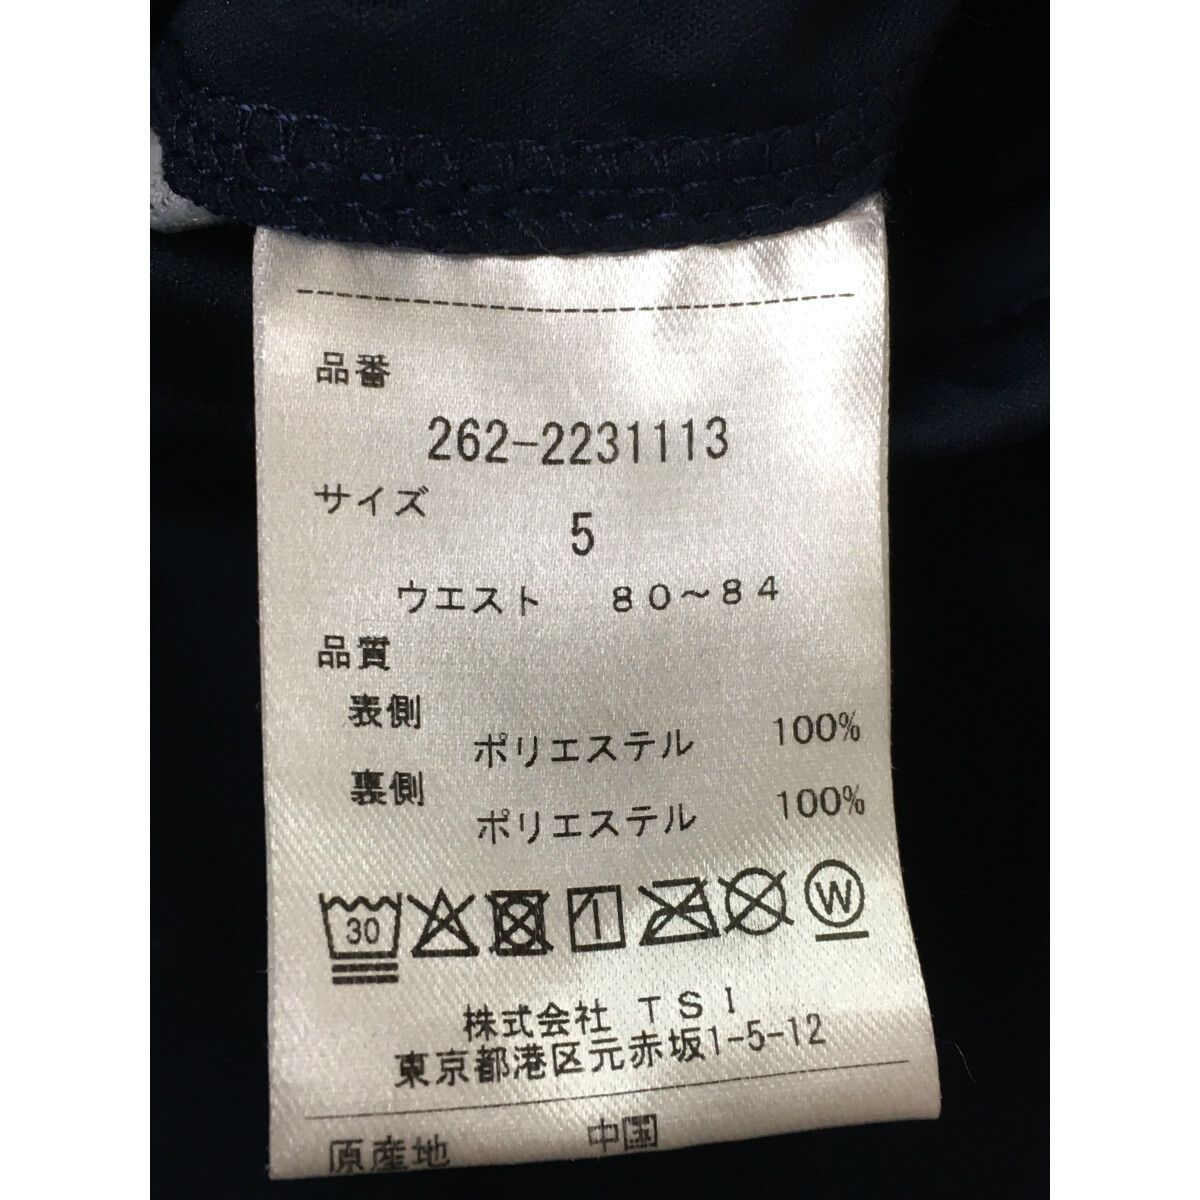 品番
262-2231113
サイズ
5
ウエスト 80～84
品質
表側
ポリエステル 100%
裏側
ポリエステル 100%
30
W
株式会社 TSI
東京都港区元赤坂1-5-12
原産地 中国